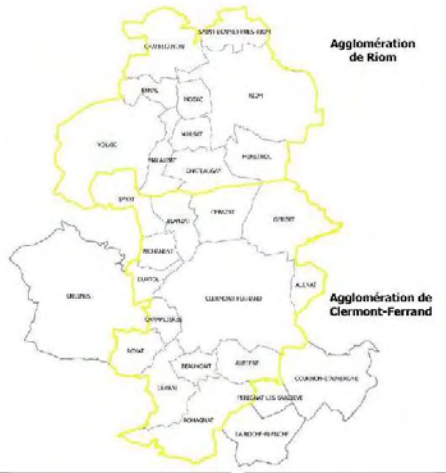 SAINT-BONNET-PRES-RIOM
CHATELGUYON
Agglomération
de Riom
ENVAL
MOZAC
RIOM
MARSAT
VOLVIC
MALAUZAT
MENETROL
CHATEAUGAY
SAYAT
CEBAZAT
GERZAT
BLANZAT
NOHANENT
DURTOL
AULNAT
ORCINES
CLERMONT-FERRAND
Agglomération de
Clermont-Ferrand
CHAMALIERES
ROYAT
BEAUMONT
AUBIERE
CEYRAT
COURNON-D'AUVERGNE
PERIGNAT-LES-SARLIEVE
ROMAGNAT
LA ROCHE-BLANCHE